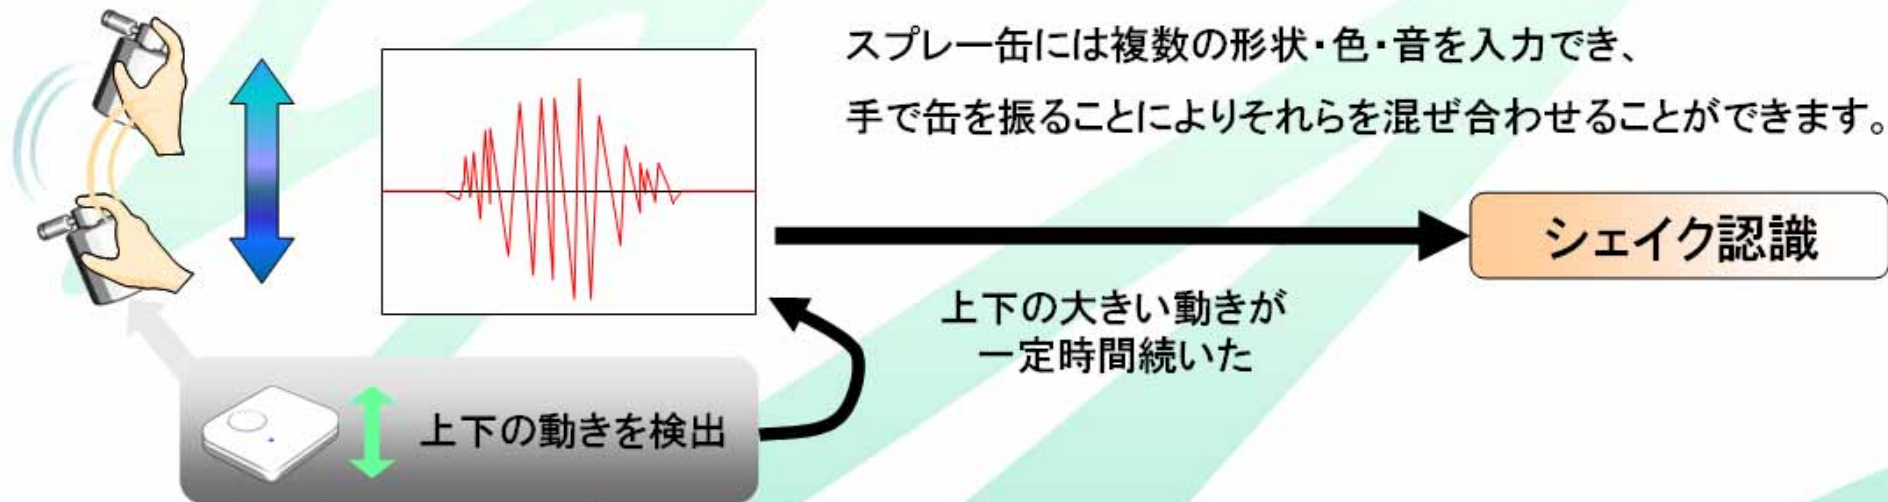 スプレー缶には複数の形状・色・音を入力でき、
手で缶を振ることによりそれらを混ぜ合わせることができます。
シェイク認識
上下の大きい動きが
一定時間続いた
上下の動きを検出